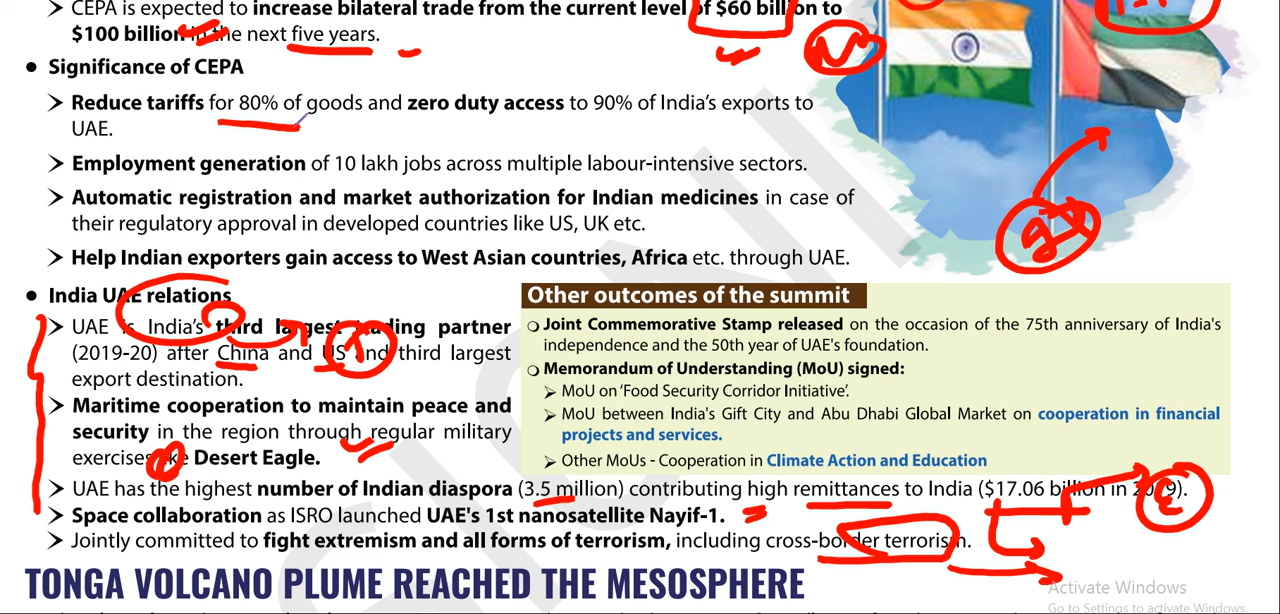 ➤ CEPA is expected to increase bilateral trade from the current level of $60 billion to
$100 billion in the next five years.
● Significance of CEPA
➤ Reduce tariffs for 80% of goods and zero duty access to 90% of India's exports to
UAE.
➤ Employment generation of 10 lakh jobs across multiple labour-intensive sectors.
➤ Automatic registration and market authorization for Indian medicines in case of
their regulatory approval in developed countries like US, UK etc.
➤ Help Indian exporters gain access to West Asian countries, Africa etc. through UAE.
● India UAE relations
➤ UAE is India's third largest trading partner
(2019-20) after China and US and third largest
export destination.
➤ Maritime cooperation to maintain peace and
security in the region through regular military
exercises like Desert Eagle.
Other outcomes of the summit
❍ Joint Commemorative Stamp released on the occasion of the 75th anniversary of India's
independence and the 50th year of UAE's foundation.
❍ Memorandum of Understanding (MoU) signed:
➤ MoU on 'Food Security Corridor Initiative'.
➤ MoU between India's Gift City and Abu Dhabi Global Market on cooperation in financial
projects and services.
➤ Other MoUs - Cooperation in Climate Action and Education
➤ UAE has the highest number of Indian diaspora (3.5 million) contributing high remittances to India ($17.06 billion in 2019).
➤ Space collaboration as ISRO launched UAE's 1st nanosatellite Nayif-1.
➤ Jointly committed to fight extremism and all forms of terrorism, including cross-border terrorism.
TONGA VOLCANO PLUME REACHED THE MESOSPHERE
Activate Windows
Go to Settings to activate Windows.